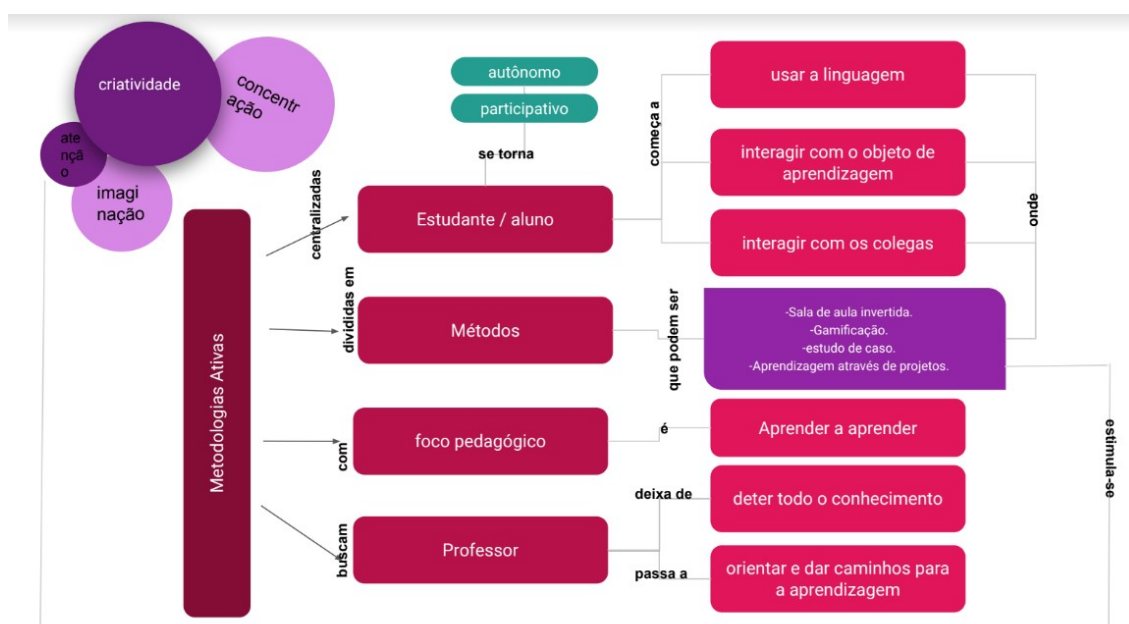 criatividade
concentr
ação
ate
nçã
o
imagi
nação
Metodologias Ativas
centralizadas
Estudante / aluno
se torna
autônomo
participativo
começa a
usar a linguagem
interagir com o objeto de
aprendizagem
interagir com os colegas
onde
divididas em
Métodos
que podem ser
-Sala de aula invertida.
-Gamificação.
-estudo de caso.
-Aprendizagem através de projetos.
estimula-se
com
foco pedagógico
é
Aprender a aprender
buscam
Professor
deixa de
deter todo o conhecimento
passa a
orientar e dar caminhos para
a aprendizagem